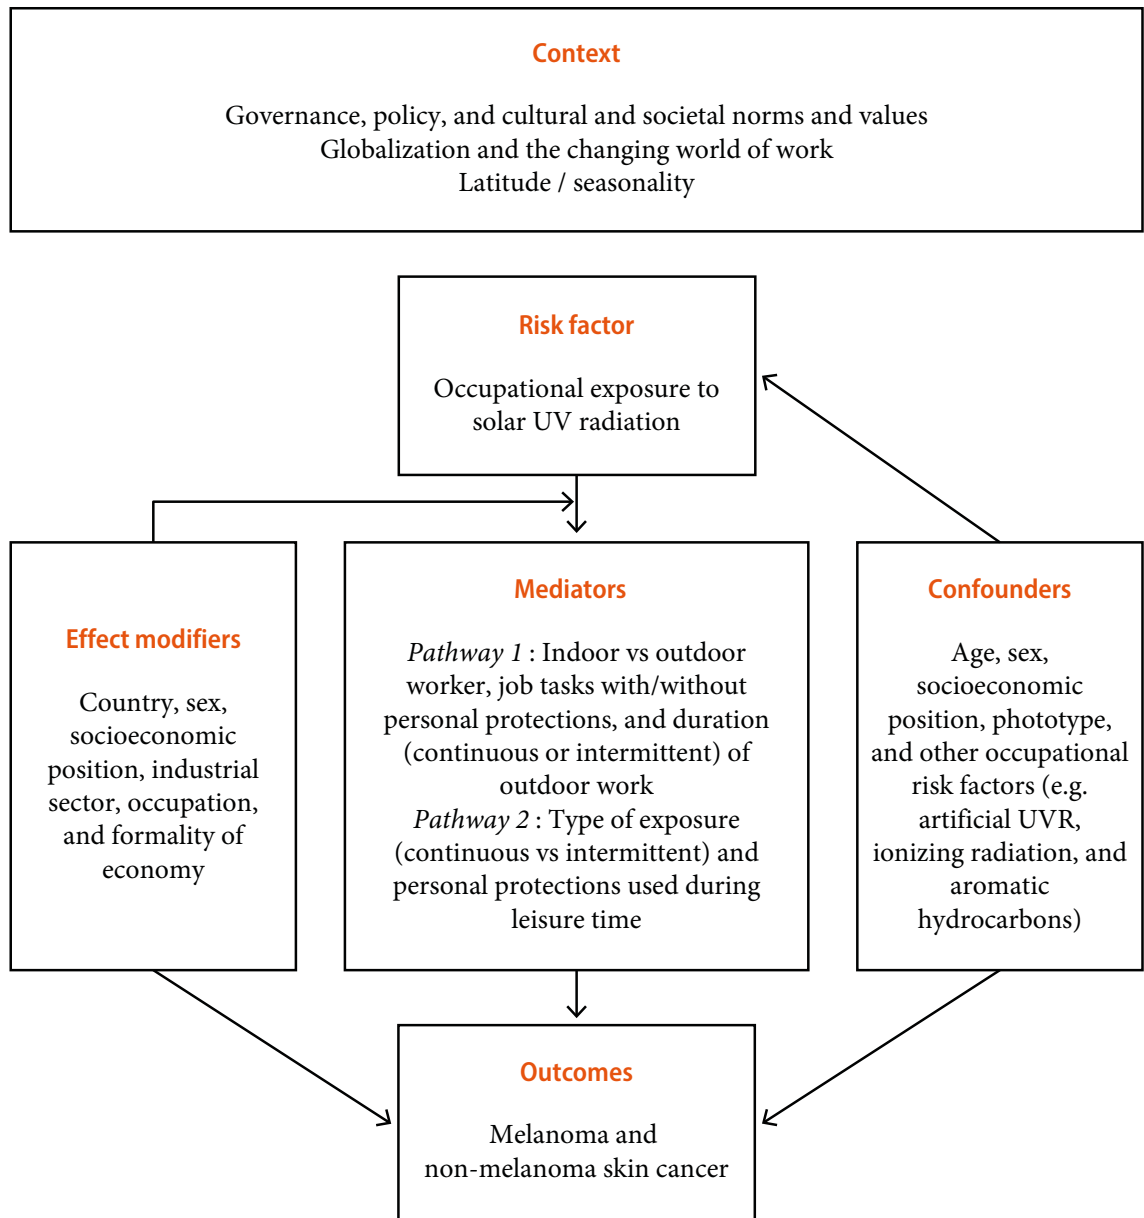 Context
Governance, policy, and cultural and societal norms and values
Globalization and the changing world of work
Latitude / seasonality
Risk factor
Occupational exposure to
solar UV radiation
Effect modifiers
Country, sex,
socioeconomic
position, industrial
sector, occupation,
and formality of
economy
Mediators
Pathway 1 : Indoor vs outdoor
worker, job tasks with/without
personal protections, and duration
(continuous or intermittent) of
outdoor work
Pathway 2 : Type of exposure
(continuous vs intermittent) and
personal protections used during
leisure time
Confounders
Age, sex,
socioeconomic
position, phototype,
and other occupational
risk factors (e.g.
artificial UVR,
ionizing radiation, and
aromatic
hydrocarbons)
Outcomes
Melanoma and
non-melanoma skin cancer